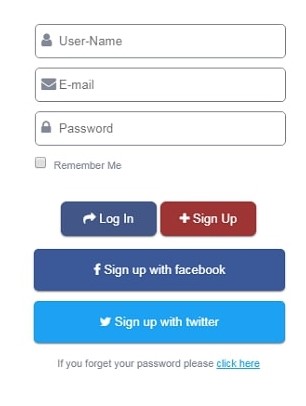 User-Name
E-mail
Password
Remember Me
Log In Sign Up
Sign up with facebook
Sign up with twitter
If you forget your password please click here